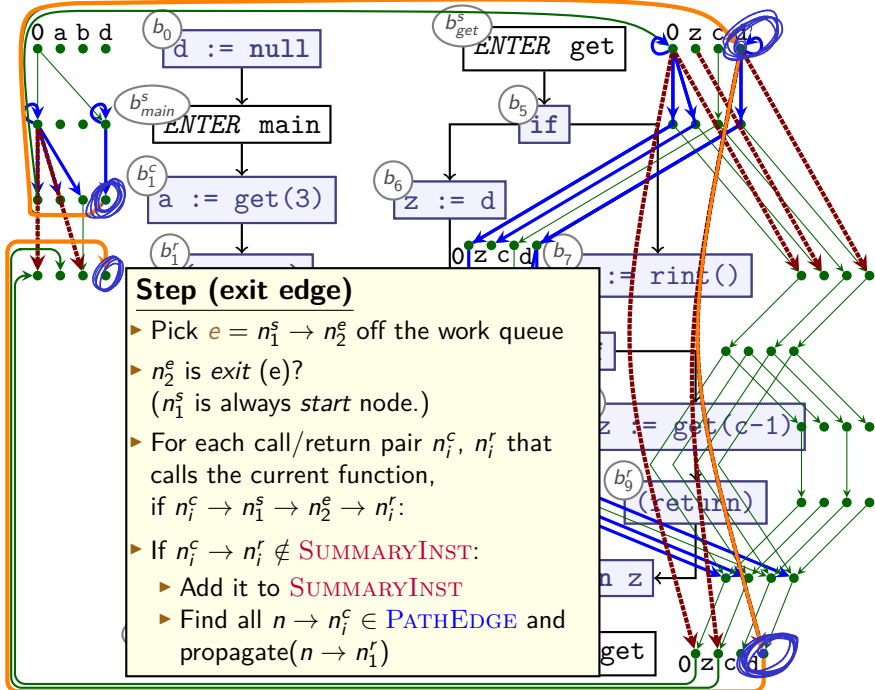 0 a b d
b0
d := null
b^s_main
ENTER main
b^c_1
a := get(3)
b^r_1
b^s_get
ENTER get
b5
if
b6
z := d
0 z c d
0 z c d
b7
:= rint()
z := get(c-1)
b^r_9
(return)
n z
get
0 z c d
Step (exit edge)
▶ Pick e = n^s_1 → n^e_2 off the work queue
▶ n^e_2 is exit (e)?
(n^s_1 is always start node.)
▶ For each call/return pair n^c_i, n^r_i that
calls the current function,
if n^c_i → n^s_1 → n^e_2 → n^r_i:
▶ If n^c_i → n^r_i ∉ SUMMARYINST:
▶ Add it to SUMMARYINST
▶ Find all n → n^c_i ∈ PATHEDGE and
propagate(n → n^r_1)